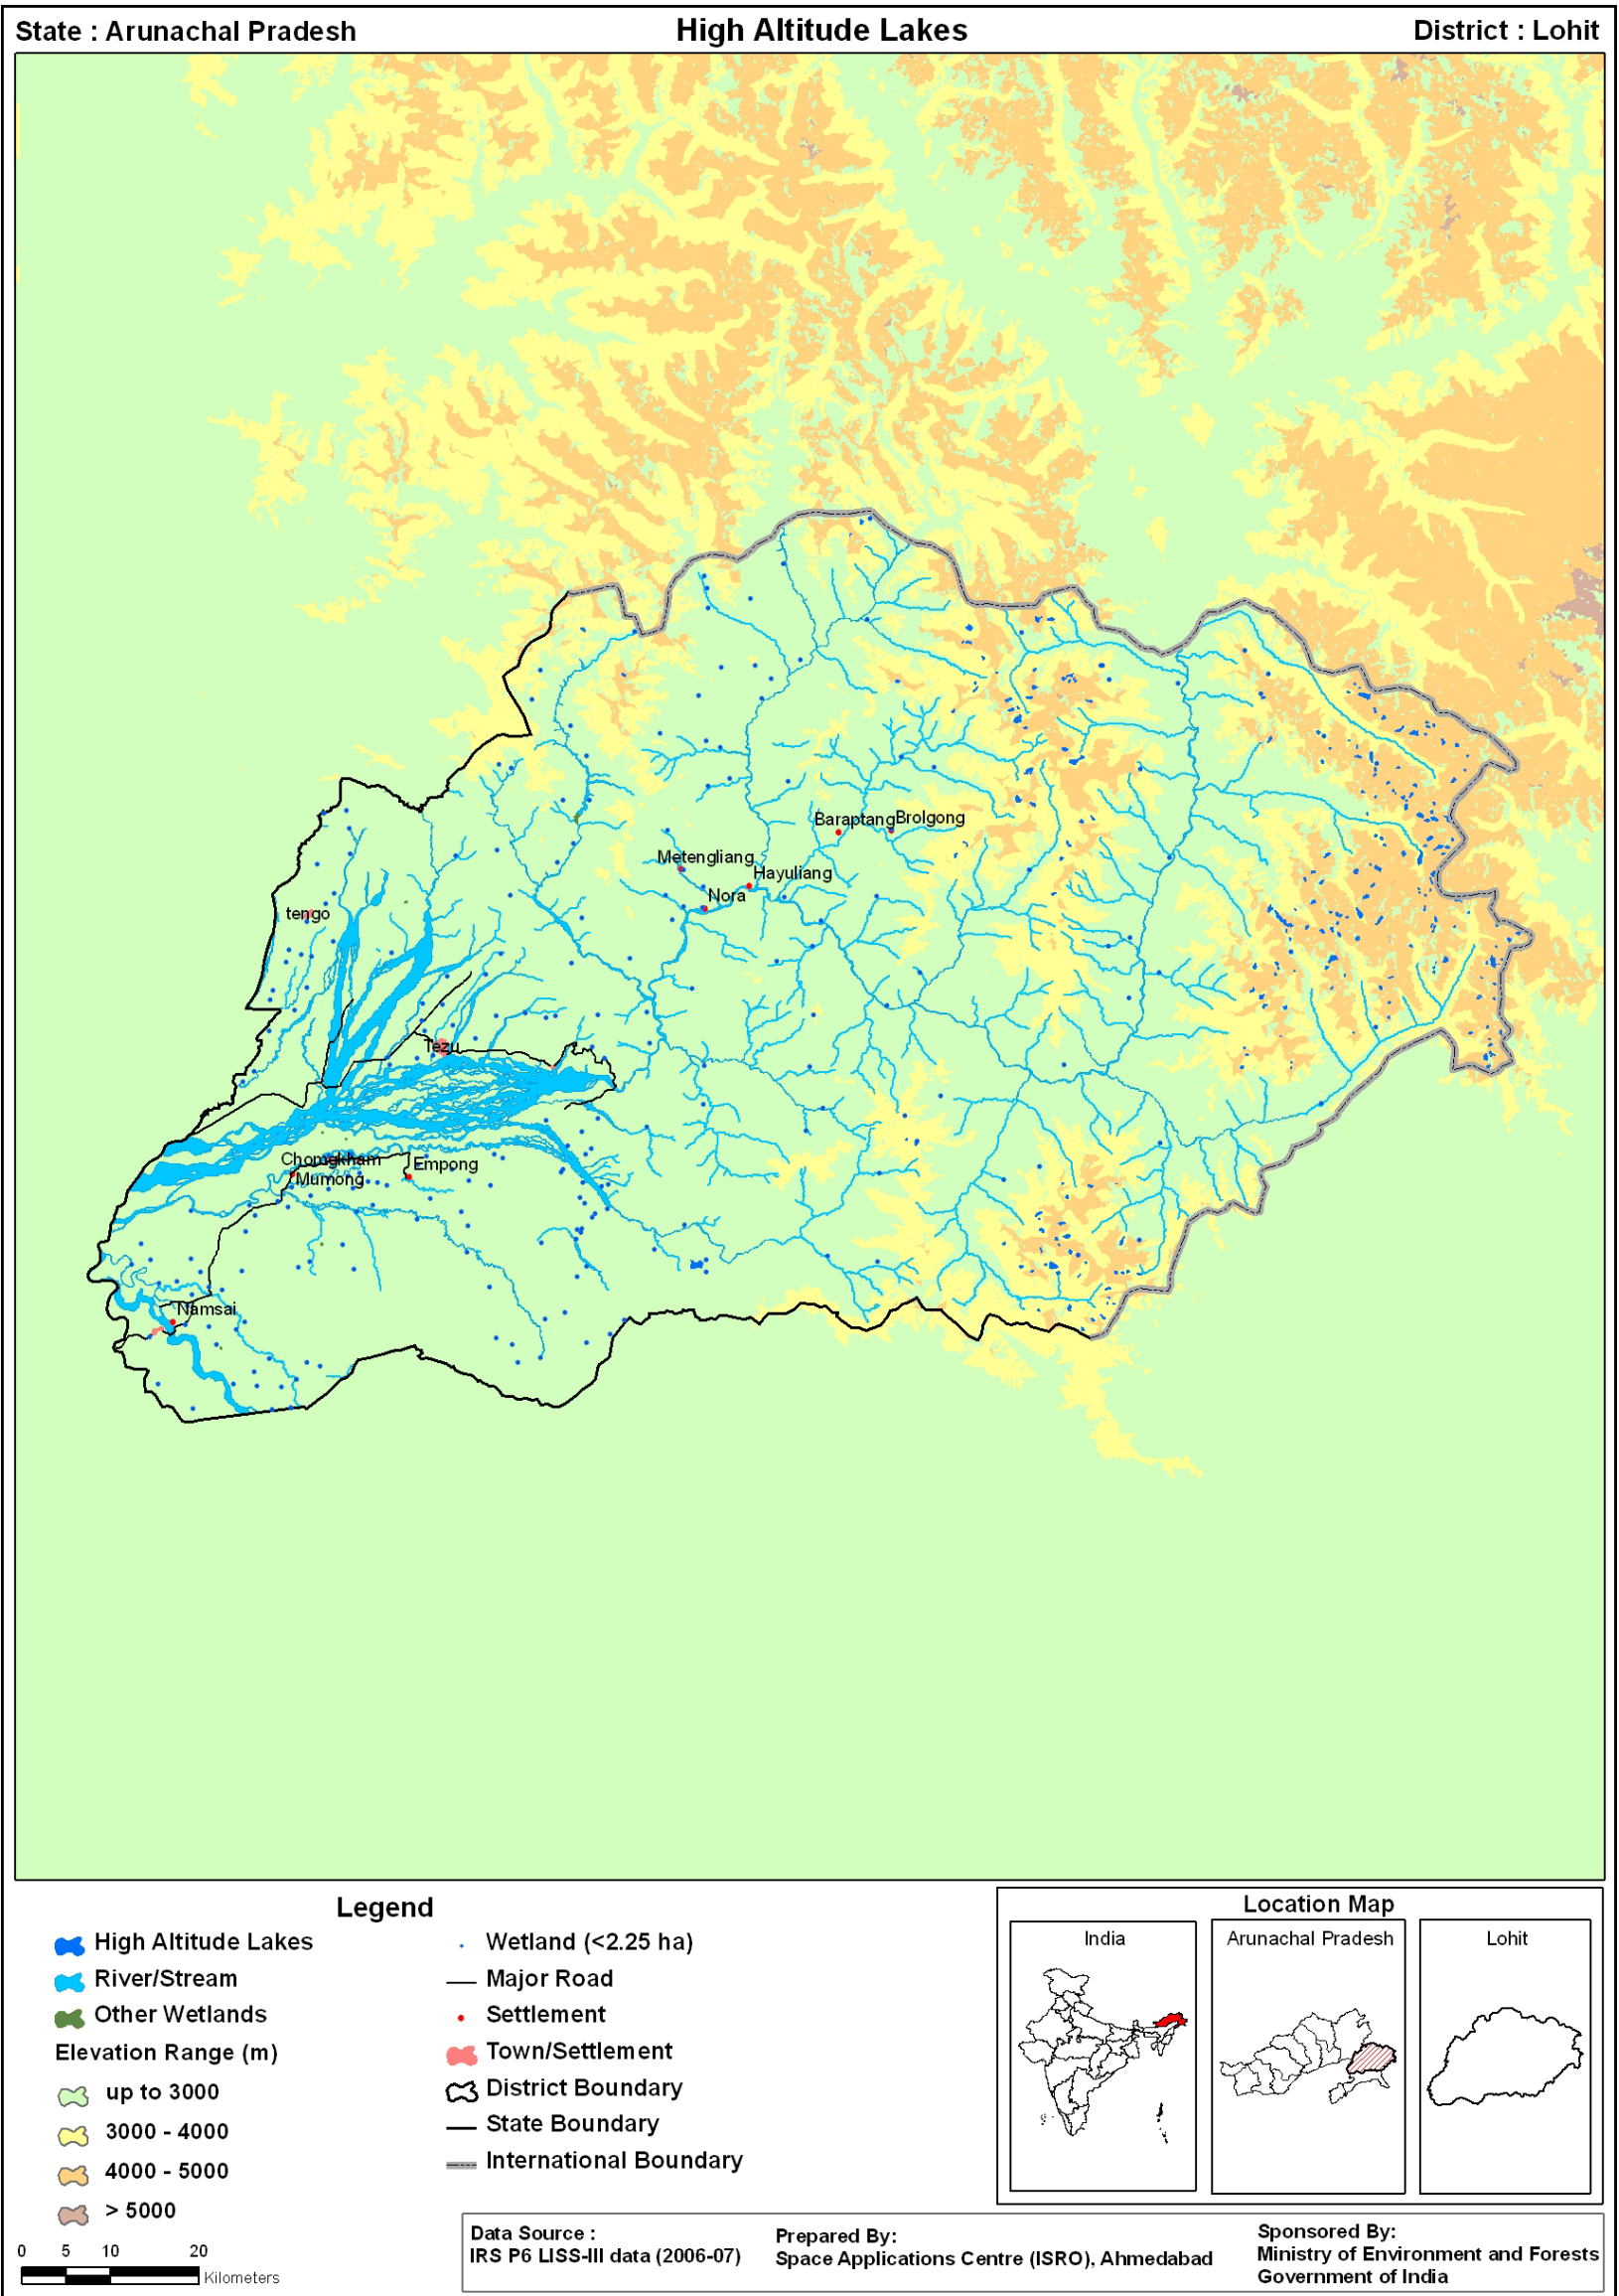 State : Arunachal Pradesh
High Altitude Lakes
District : Lohit
Baraptang
Brolgong
Metengliang
Hayuliang
Nora
tengo
Tezu
Chomgkham
Empong
Mumong
Namsai
Legend
High Altitude Lakes
River/Stream
Other Wetlands
Elevation Range (m)
up to 3000
3000 - 4000
4000 - 5000
> 5000
Wetland (<2.25 ha)
Major Road
Settlement
Town/Settlement
District Boundary
State Boundary
International Boundary
0 5 10 20
Kilometers
Location Map
India
Arunachal Pradesh
Lohit
Data Source :
IRS P6 LISS-III data (2006-07)
Prepared By:
Space Applications Centre (ISRO), Ahmedabad
Sponsored By:
Ministry of Environment and Forests
Government of India